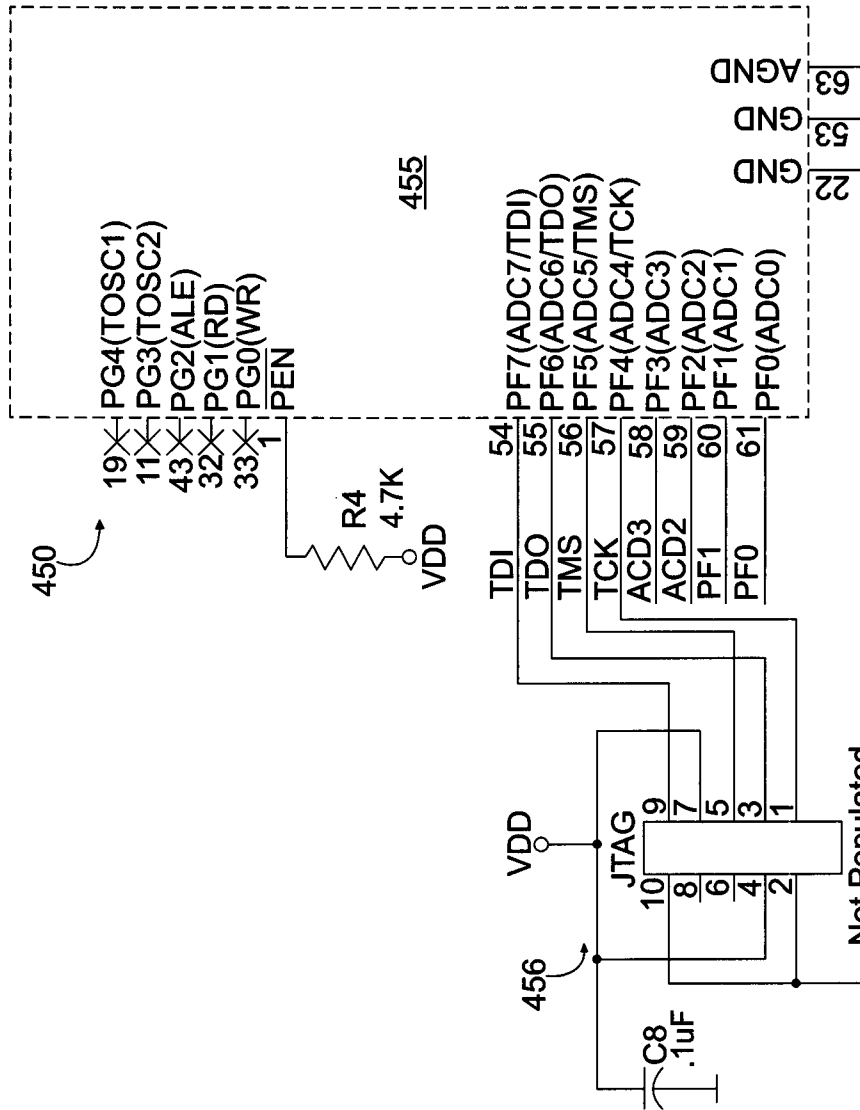 450
19 PG4(TOSC1)
11 PG3(TOSC2)
43 PG2(ALE)
32 PG1(RD)
33 PG0(WR)
1 PEN
R4
4.7K
VDD
455
TDI 54 PF7(ADC7/TDI)
TDO 55 PF6(ADC6/TDO)
TMS 56 PF5(ADC5/TMS)
TCK 57 PF4(ADC4/TCK)
ACD3 58 PF3(ADC3)
ACD2 59 PF2(ADC2)
PF1 60 PF1(ADC1)
PF0 61 PF0(ADC0)
GND 22
GND 53
AGND 63
VDD
456
JTAG
10 9
8 7
6 5
4 3
2 1
C8
.1uF
Not Populated